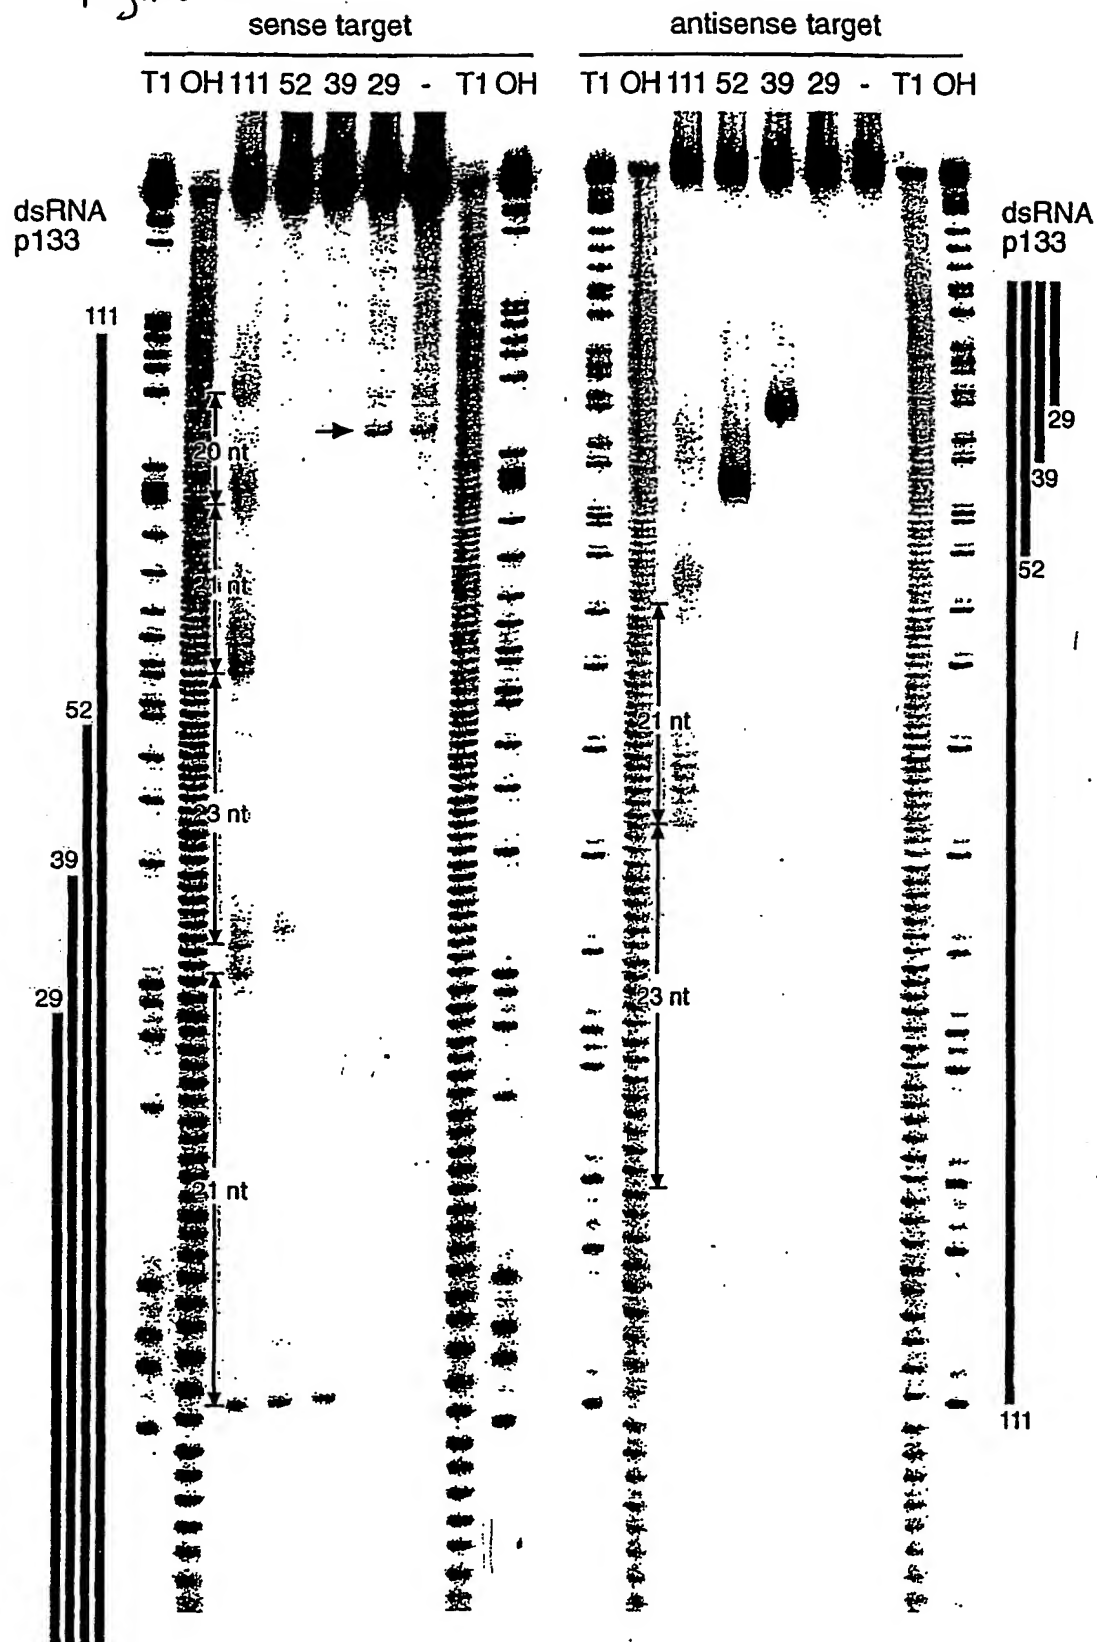 sense target
antisense target
T1 OH 111 52 39 29 - T1 OH
T1 OH 111 52 39 29 - T1 OH
dsRNA
p133
dsRNA
p133
111
29
20 nt
39
21 nt
52
52
21 nt
23 nt
39
29
23 nt
21 nt
111